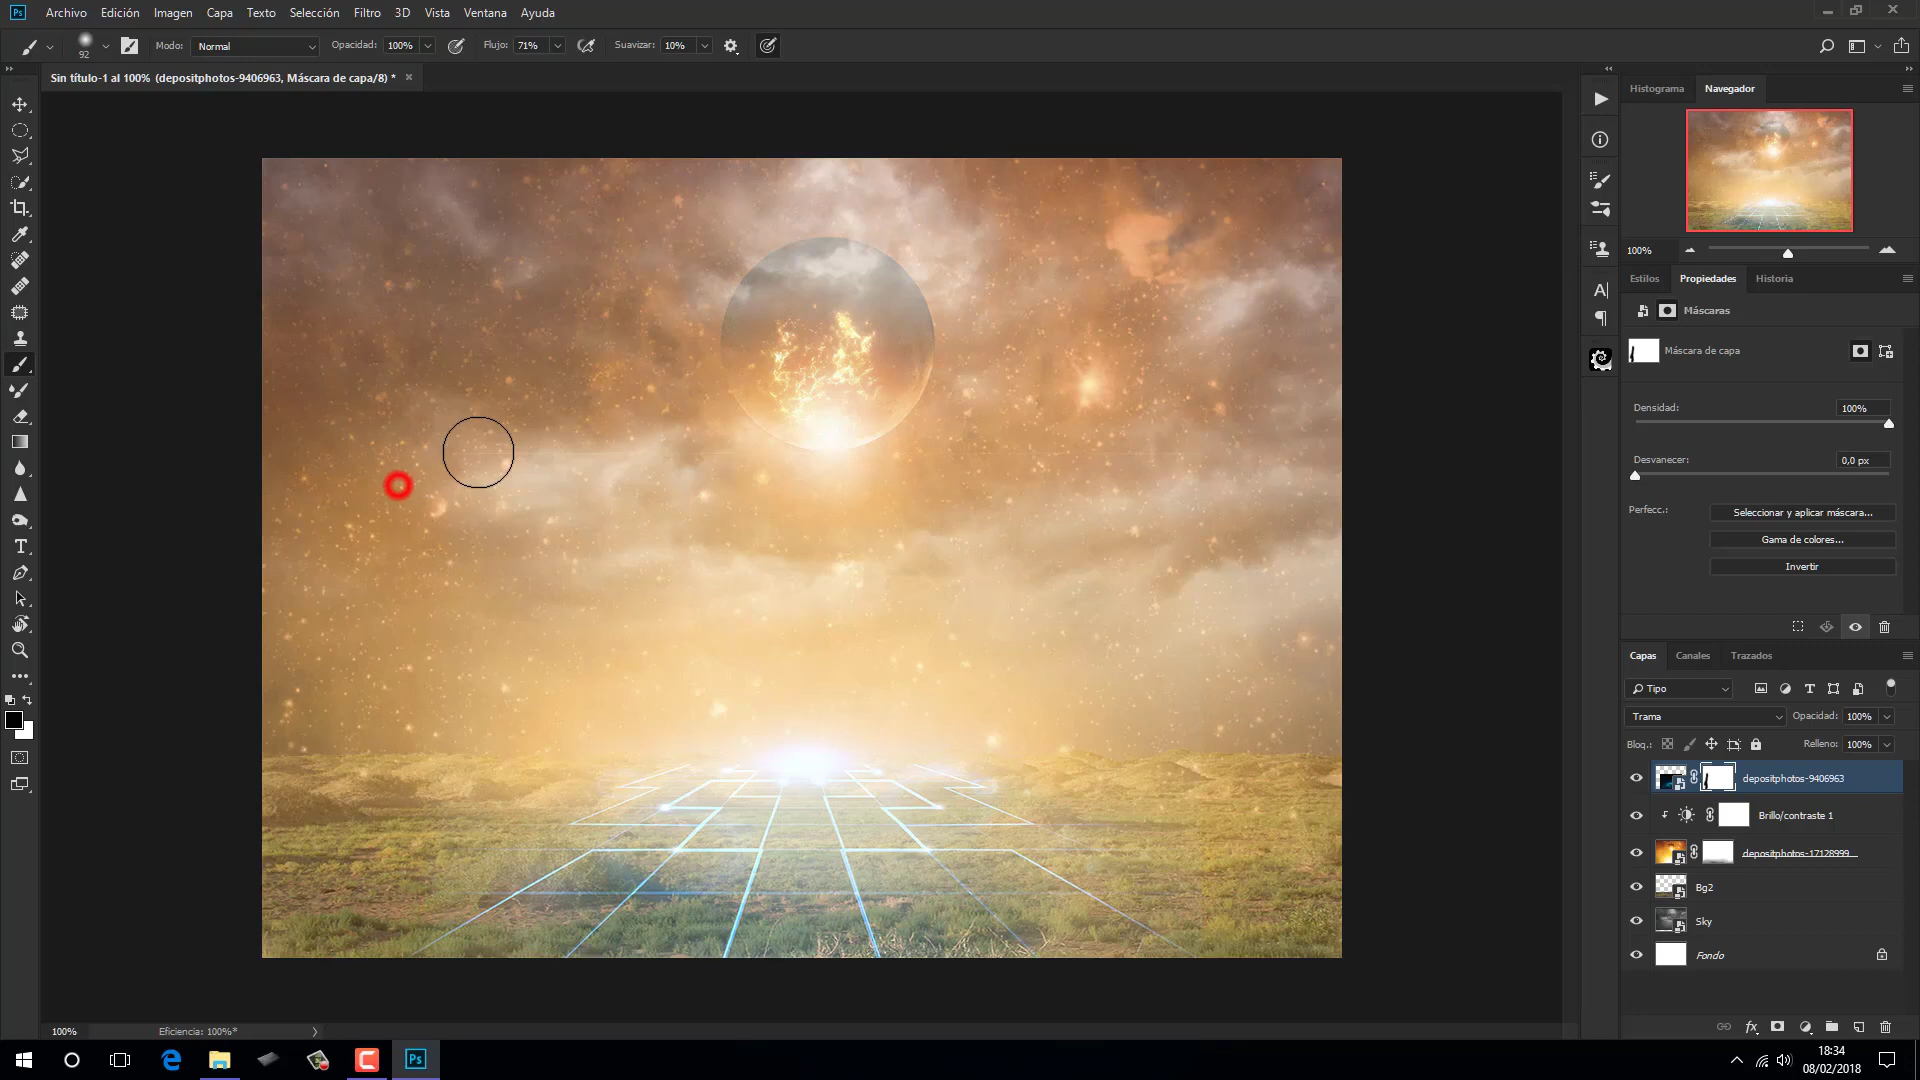 Ps Archivo Edición Imagen Capa Texto Selección Filtro 3D Vista Ventana Ayuda
92 Modo: Normal Opacidad: 100% Flujo: 71% Suavizar: 10%
Sin título-1 al 100% (depositphotos-9406963, Máscara de capa/8) * ×
Histograma Navegador
100%
Estilos Propiedades Historia
Máscaras
Máscara de capa
Densidad: 100%
Desvanecer: 0,0 px
Perfecc.: Seleccionar y aplicar máscara...
Gama de colores...
Invertir
Capas Canales Trazados
Tipo
Trama Opacidad: 100%
Bloq.: Relleno: 100%
depositphotos-9406963
Brillo/contraste 1
depositphotos-17128999
Bg2
Sky
Fondo
fx
100% Eficiencia: 100%*
Ps
18:34
08/02/2018